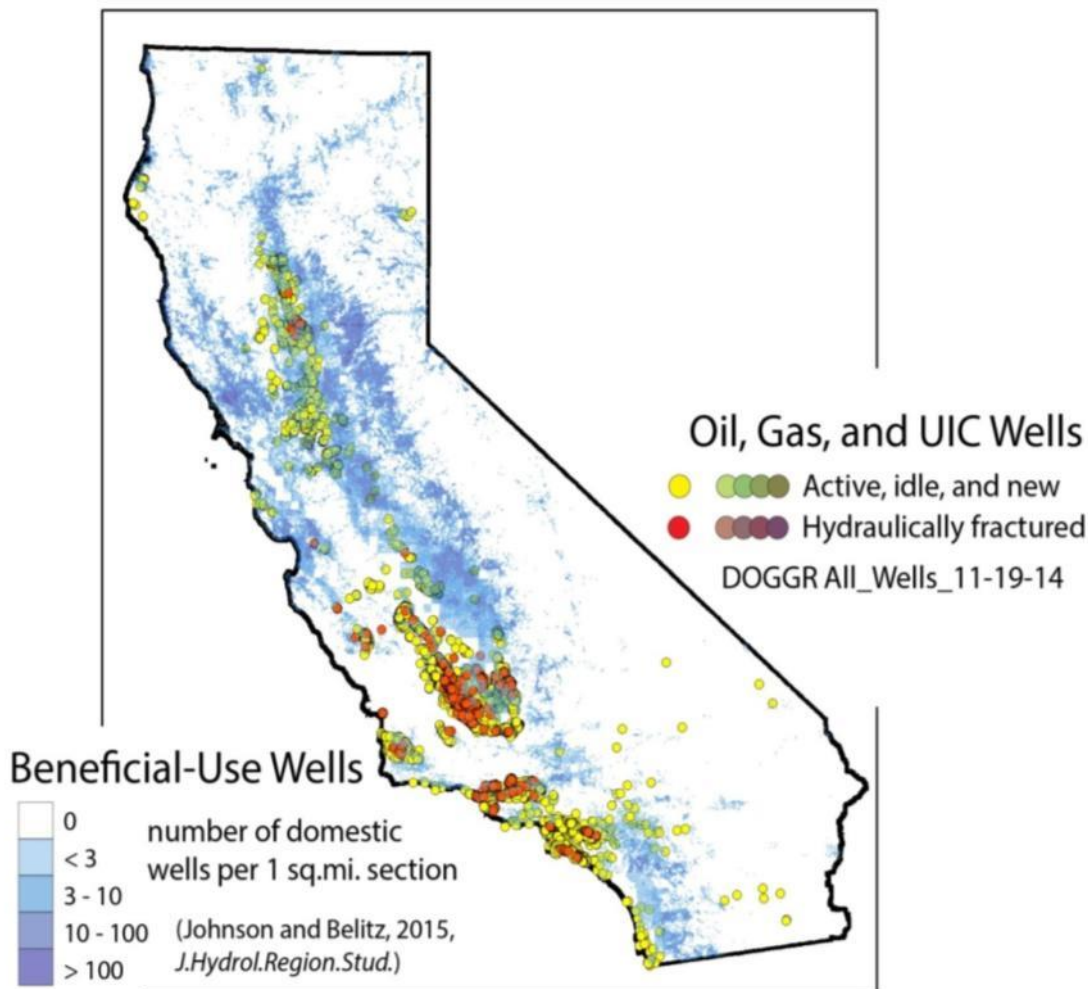 Oil, Gas, and UIC Wells
Active, idle, and new
Hydraulically fractured
DOGGR All_Wells_11-19-14
Beneficial-Use Wells
0
< 3
3 - 10
10 - 100
> 100
number of domestic
wells per 1 sq.mi. section
(Johnson and Belitz, 2015,
J.Hydrol.Region.Stud.)